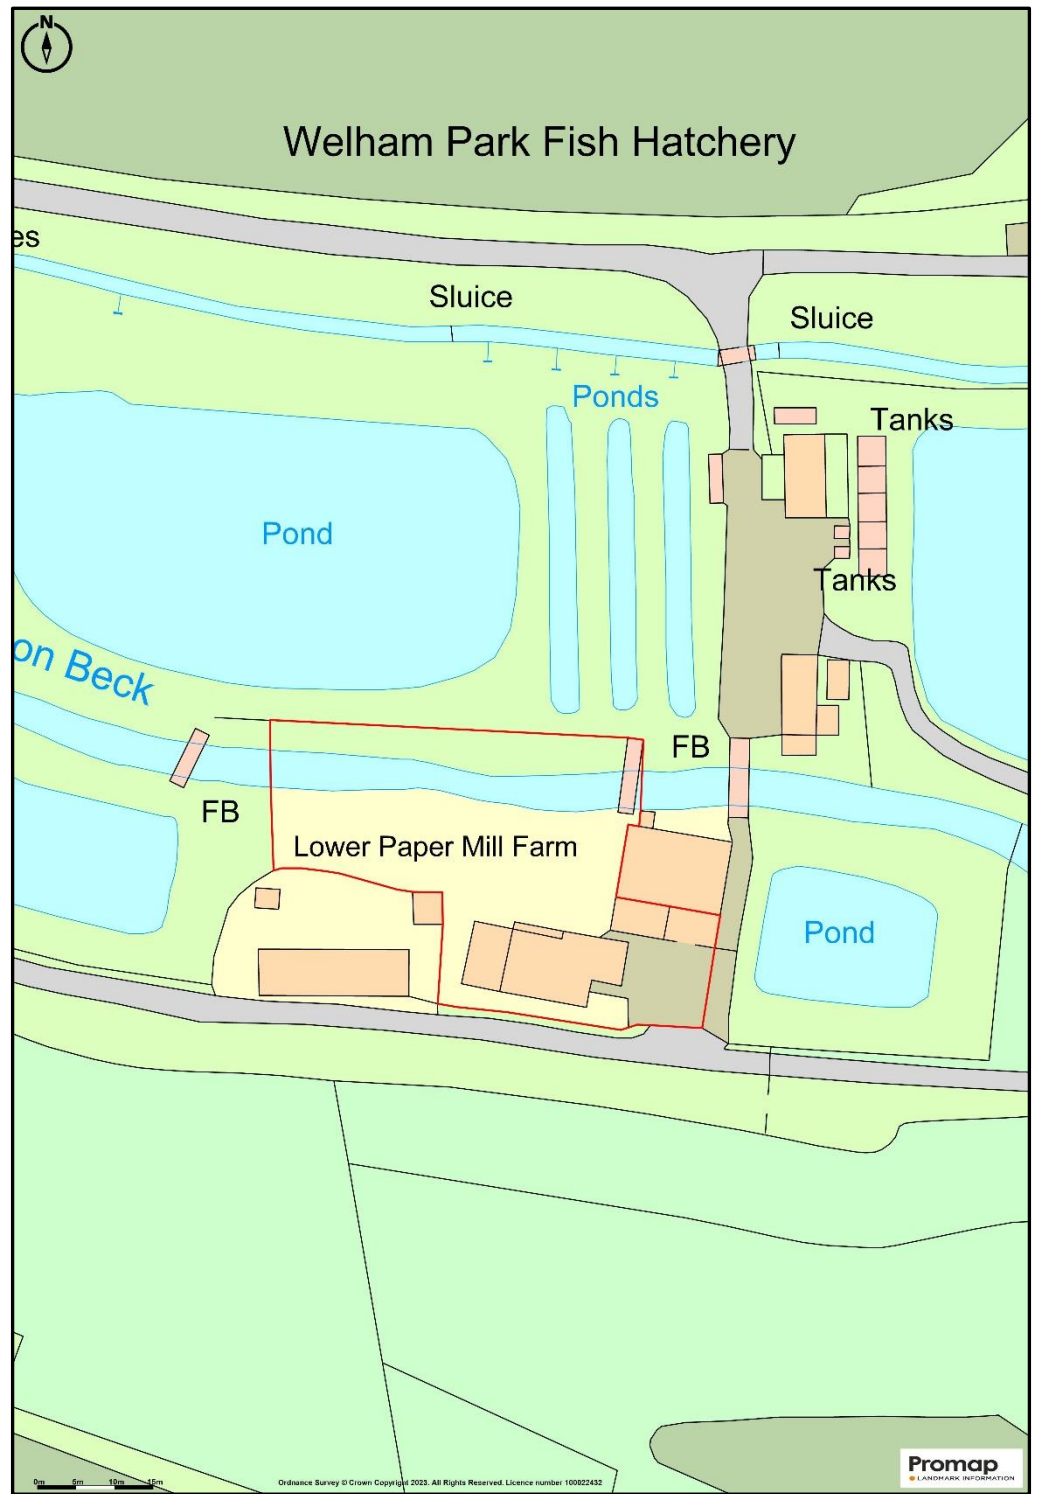 N
Welham Park Fish Hatchery
es
Sluice
Sluice
Ponds
Tanks
Pond
Tanks
on Beck
FB
FB
Lower Paper Mill Farm
Pond
0m 5m 10m 15m
Ordnance Survey © Crown Copyright 2023. All Rights Reserved. Licence number 100022432
Promap
LANDMARK INFORMATION